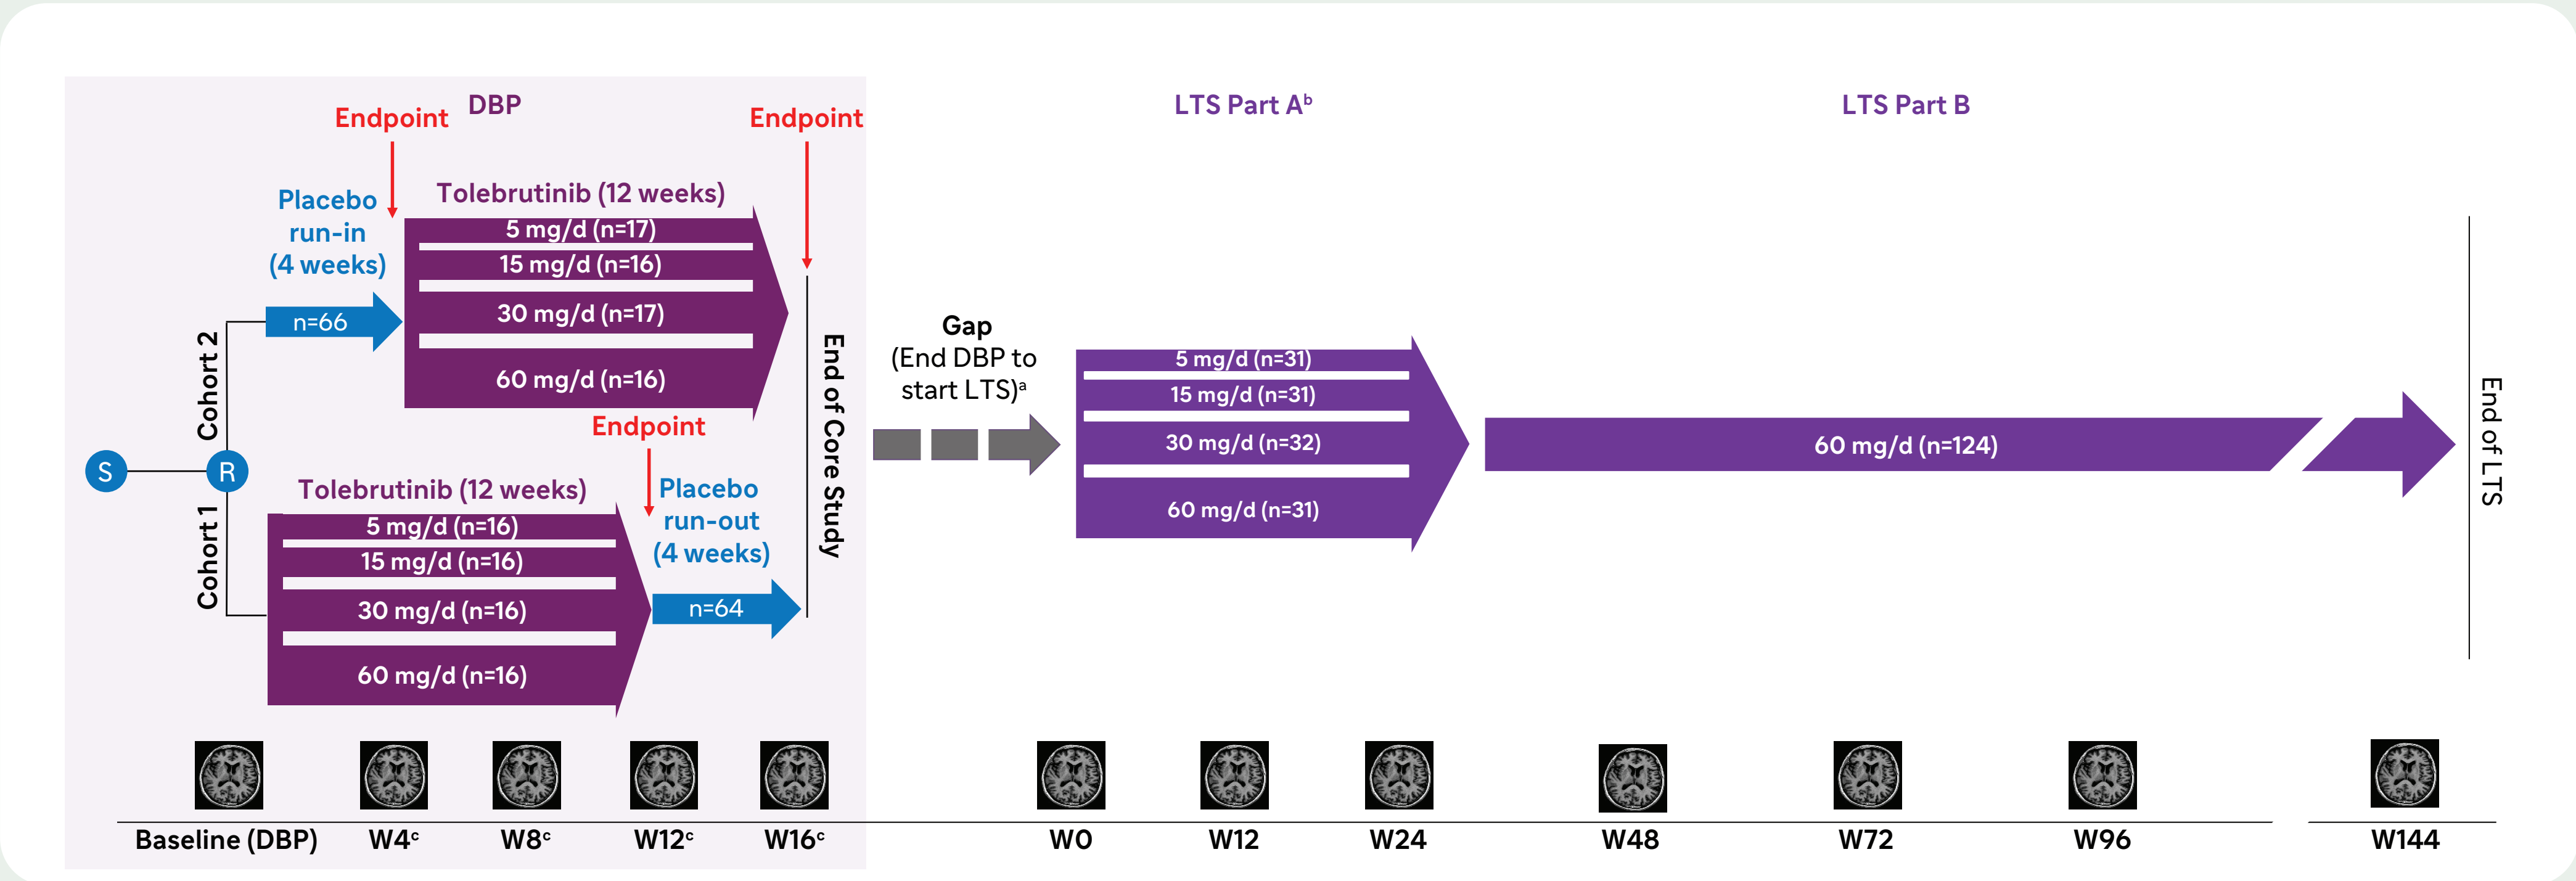 DBP
LTS Part Aᵇ
LTS Part B
Endpoint
Endpoint
Placebo
run-in
(4 weeks)
Tolebrutinib (12 weeks)
5 mg/d (n=17)
15 mg/d (n=16)
30 mg/d (n=17)
60 mg/d (n=16)
n=66
Cohort 2
S
R
Cohort 1
Endpoint
Tolebrutinib (12 weeks)
5 mg/d (n=16)
15 mg/d (n=16)
30 mg/d (n=16)
60 mg/d (n=16)
Placebo
run-out
(4 weeks)
n=64
End of Core Study
Gap
(End DBP to
start LTS)ᵃ
5 mg/d (n=31)
15 mg/d (n=31)
30 mg/d (n=32)
60 mg/d (n=31)
60 mg/d (n=124)
End of LTS
Baseline (DBP)
W4ᶜ
W8ᶜ
W12ᶜ
W16ᶜ
W0
W12
W24
W48
W72
W96
W144